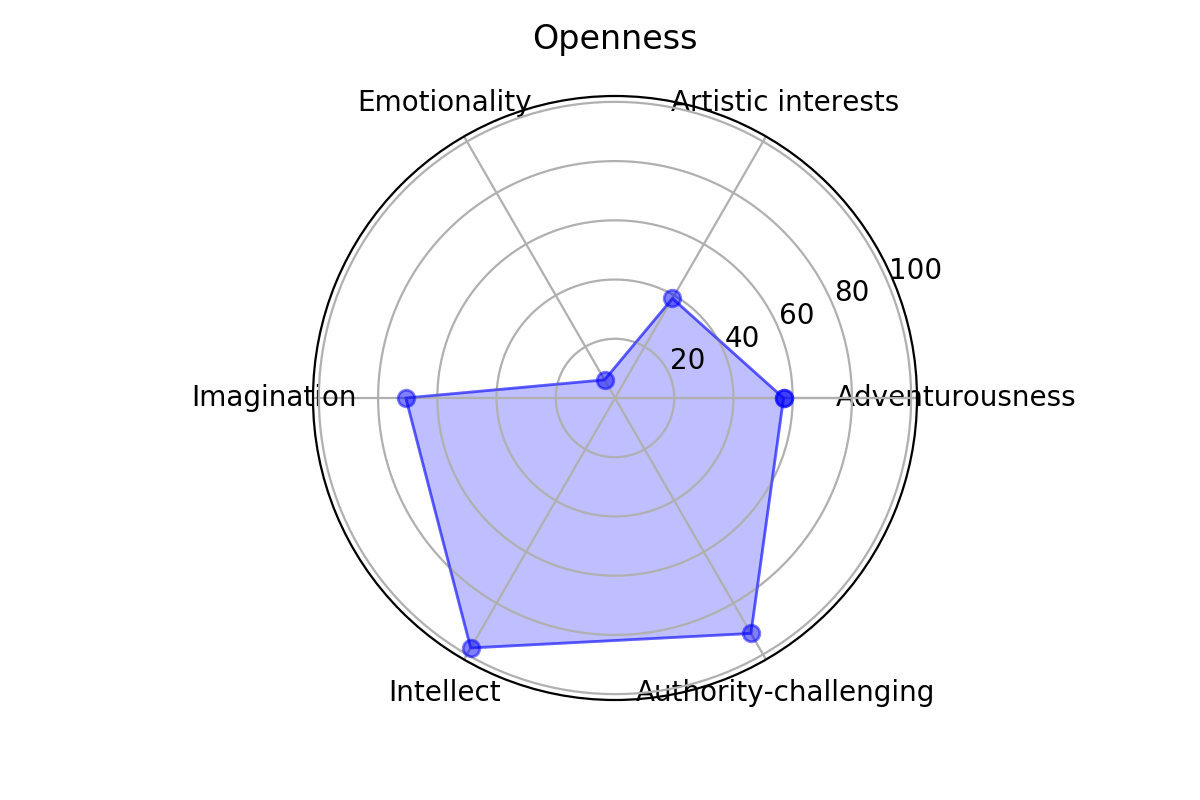 Openness
Emotionality
Artistic interests
100
80
60
40
20
Imagination
Adventurousness
Intellect
Authority-challenging